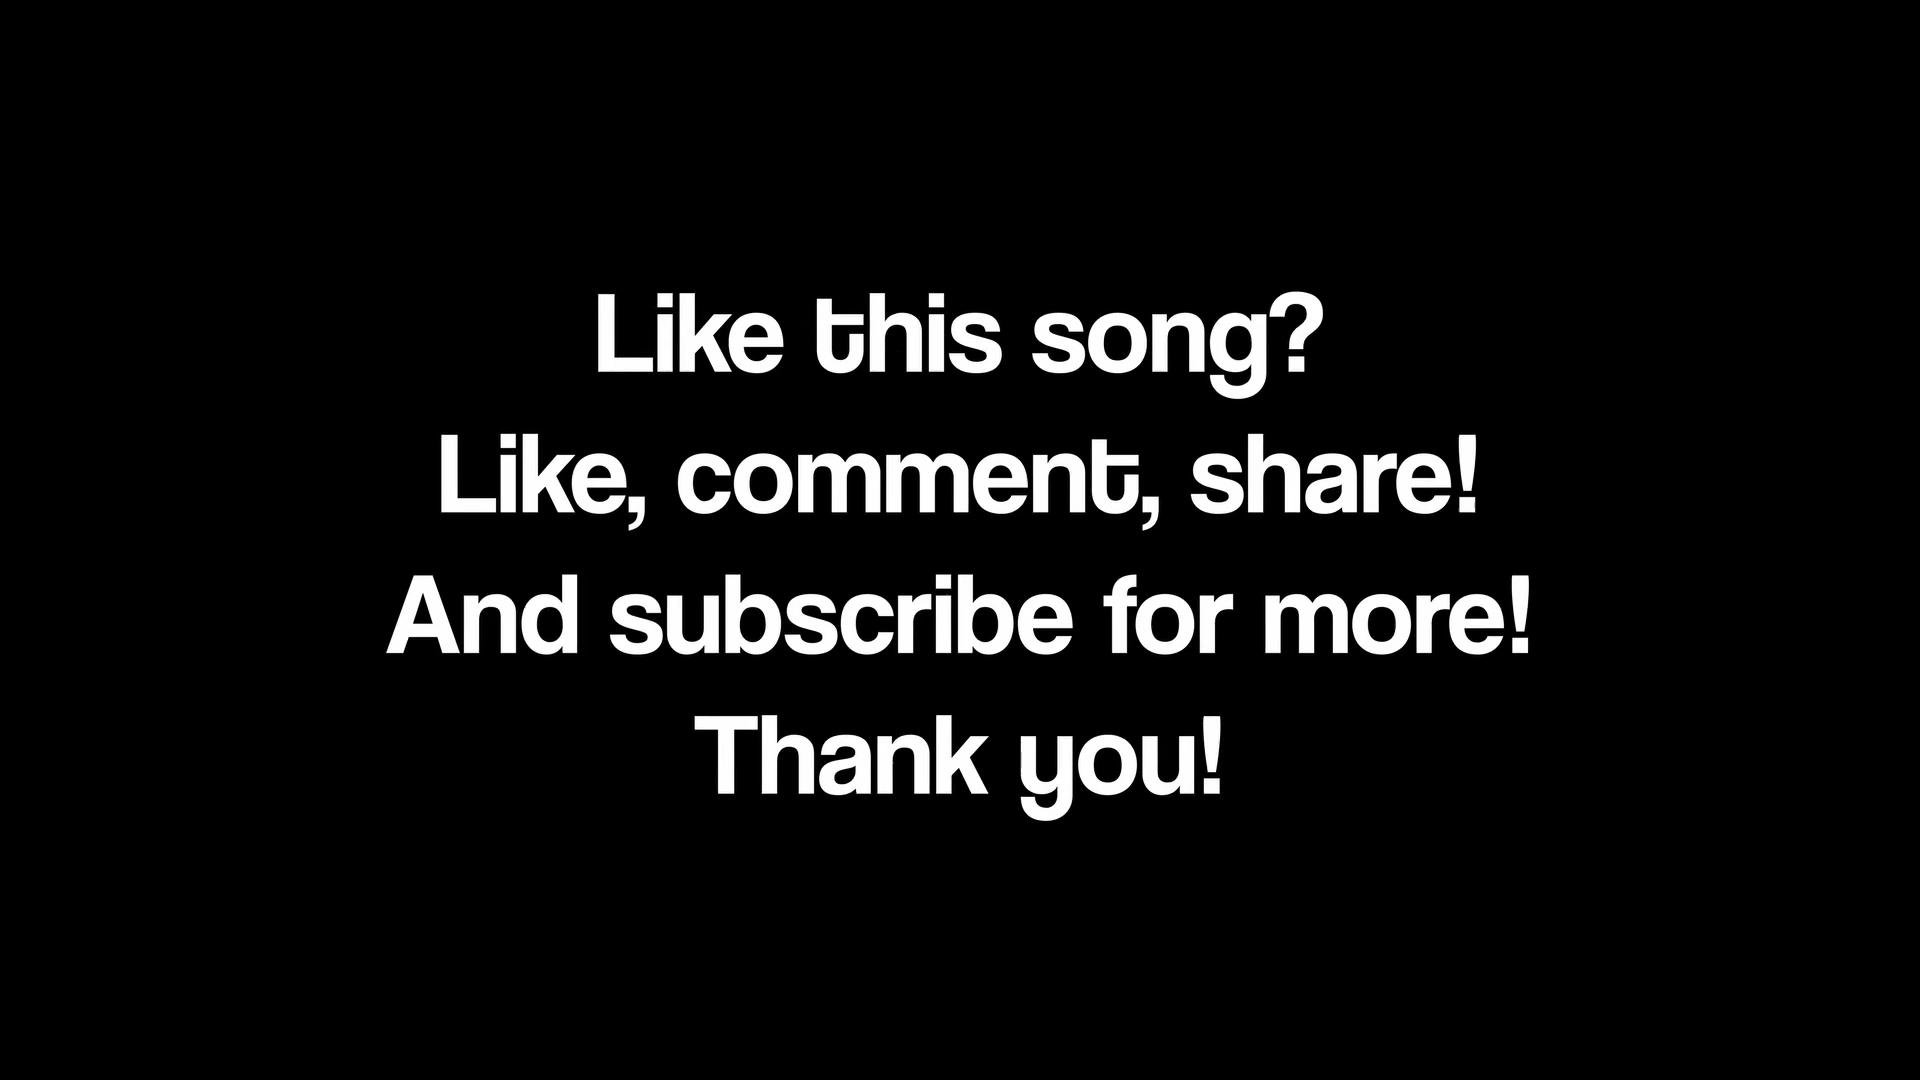 Like this song?
Like, comment, share!
And subscribe for more!
Thank you!